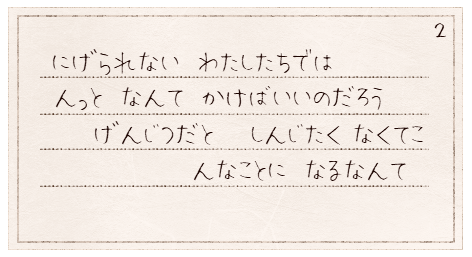 2
にげられない わたしたちでは
んっと なんて かけばいいのだろう
げんじつだと しんじたく なくてこ
んなことに なるなんて